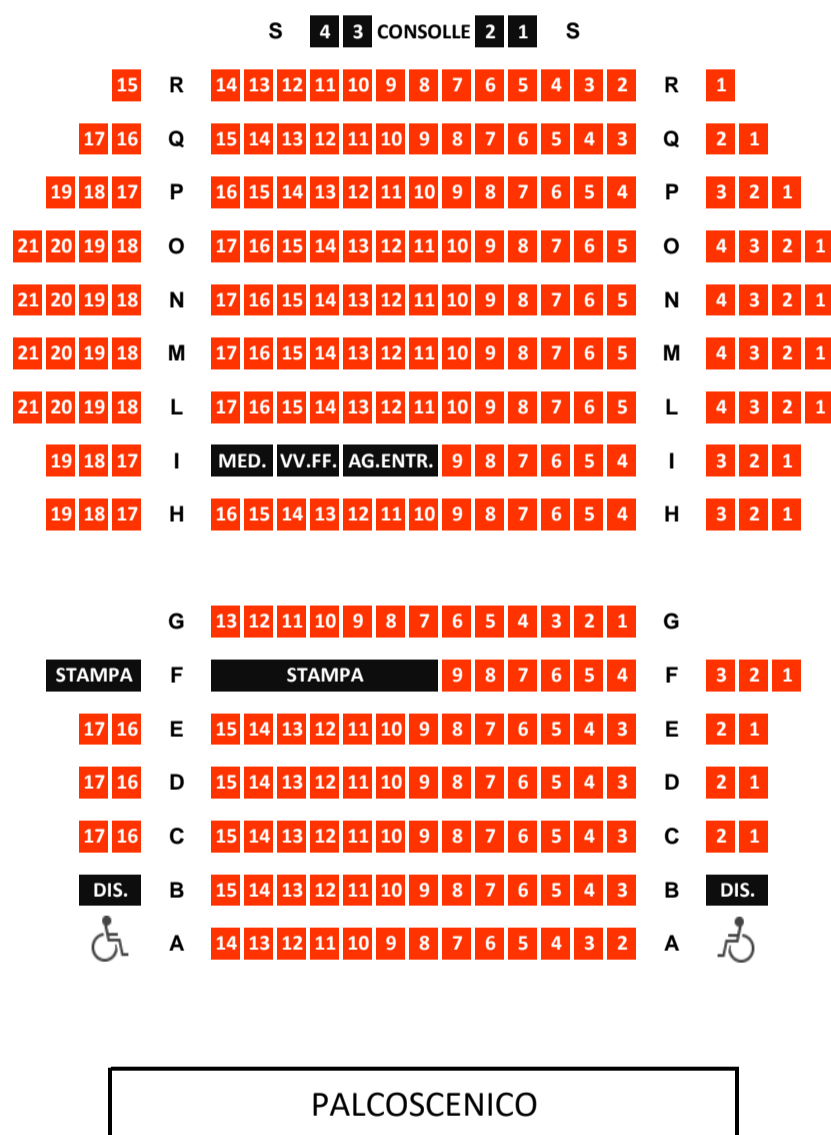 S 4 3 CONSOLLE 2 1 S
15 R 14 13 12 11 10 9 8 7 6 5 4 3 2 R 1
17 16 Q 15 14 13 12 11 10 9 8 7 6 5 4 3 Q 2 1
19 18 17 P 16 15 14 13 12 11 10 9 8 7 6 5 4 P 3 2 1
21 20 19 18 O 17 16 15 14 13 12 11 10 9 8 7 6 5 O 4 3 2 1
21 20 19 18 N 17 16 15 14 13 12 11 10 9 8 7 6 5 N 4 3 2 1
21 20 19 18 M 17 16 15 14 13 12 11 10 9 8 7 6 5 M 4 3 2 1
21 20 19 18 L 17 16 15 14 13 12 11 10 9 8 7 6 5 L 4 3 2 1
19 18 17 I MED. VV.FF. AG.ENTR. 9 8 7 6 5 4 I 3 2 1
19 18 17 H 16 15 14 13 12 11 10 9 8 7 6 5 4 H 3 2 1
G 13 12 11 10 9 8 7 6 5 4 3 2 1 G
STAMPA F STAMPA 9 8 7 6 5 4 F 3 2 1
17 16 E 15 14 13 12 11 10 9 8 7 6 5 4 3 E 2 1
17 16 D 15 14 13 12 11 10 9 8 7 6 5 4 3 D 2 1
17 16 C 15 14 13 12 11 10 9 8 7 6 5 4 3 C 2 1
DIS. B 15 14 13 12 11 10 9 8 7 6 5 4 3 B DIS.
A 14 13 12 11 10 9 8 7 6 5 4 3 2 A
PALCOSCENICO